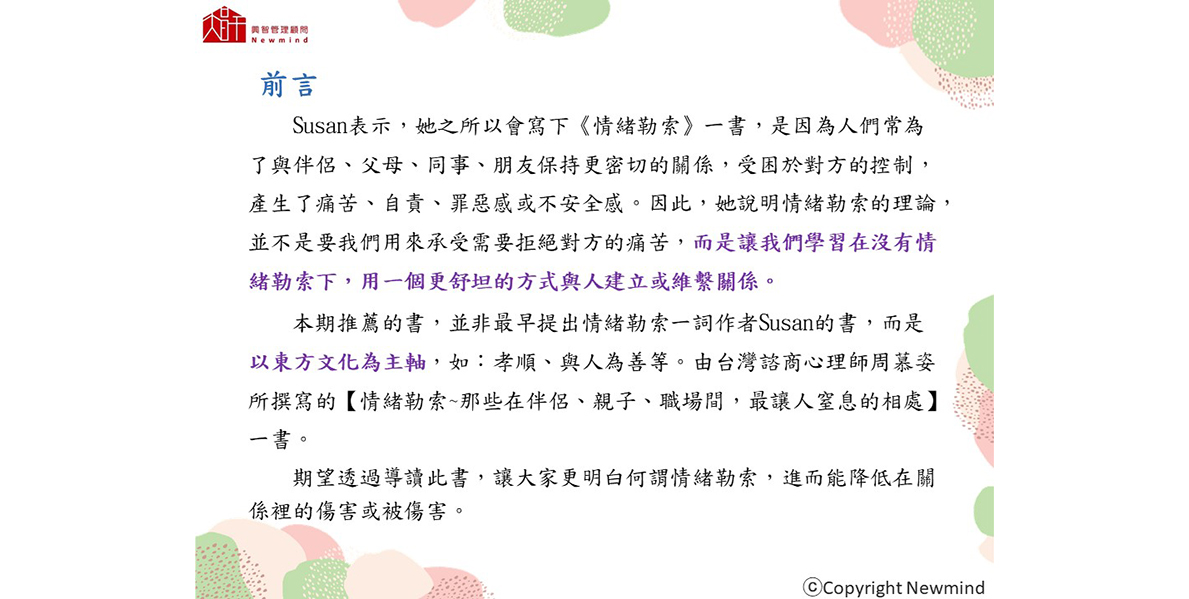 興智管理顧問
Newmind
前言
Susan表示，她之所以會寫下《情緒勒索》一書，是因為人們常為
了與伴侶、父母、同事、朋友保持更密切的關係，受困於對方的控制，
產生了痛苦、自責、罪惡感或不安全感。因此，她說明情緒勒索的理論，
並不是要我們用來承受需要拒絕對方的痛苦，而是讓我們學習在沒有情
緒勒索下，用一個更舒坦的方式與人建立或維繫關係。
本期推薦的書，並非最早提出情緒勒索一詞作者Susan的書，而是
以東方文化為主軸，如：孝順、與人為善等。由台灣諮商心理師周慕姿
所撰寫的【情緒勒索~那些在伴侶、親子、職場間，最讓人窒息的相處】
一書。
期望透過導讀此書，讓大家更明白何謂情緒勒索，進而能降低在關
係裡的傷害或被傷害。
ⓒCopyright Newmind